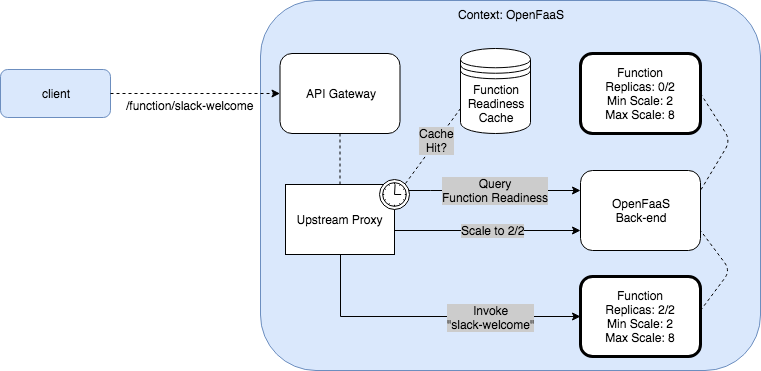 Context: OpenFaaS
client
/function/slack-welcome
API Gateway
Function
Readiness
Cache
Function
Replicas: 0/2
Min Scale: 2
Max Scale: 8
Cache
Hit?
Upstream Proxy
Query
Function Readiness
Scale to 2/2
OpenFaaS
Back-end
Invoke
"slack-welcome"
Function
Replicas: 2/2
Min Scale: 2
Max Scale: 8